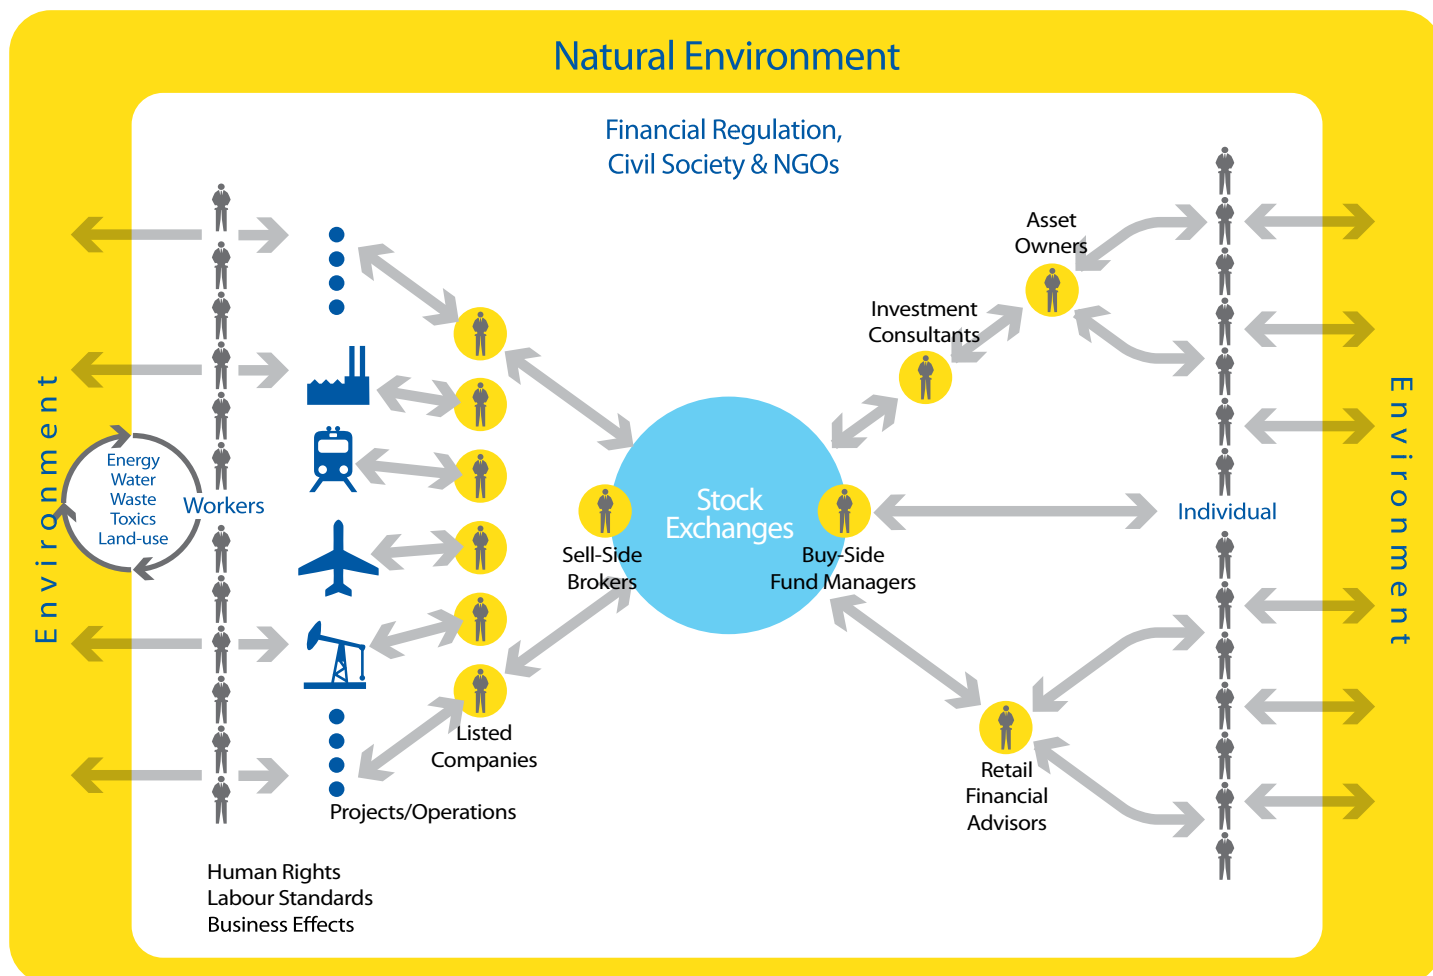 Natural Environment
Financial Regulation,
Civil Society & NGOs
Asset
Owners
Investment
Consultants
Environment
Energy
Water
Waste
Toxics
Land-use
Workers
Stock
Exchanges
Individual
Environment
Sell-Side
Brokers
Buy-Side
Fund Managers
Listed
Companies
Retail
Financial
Advisors
Projects/Operations
Human Rights
Labour Standards
Business Effects